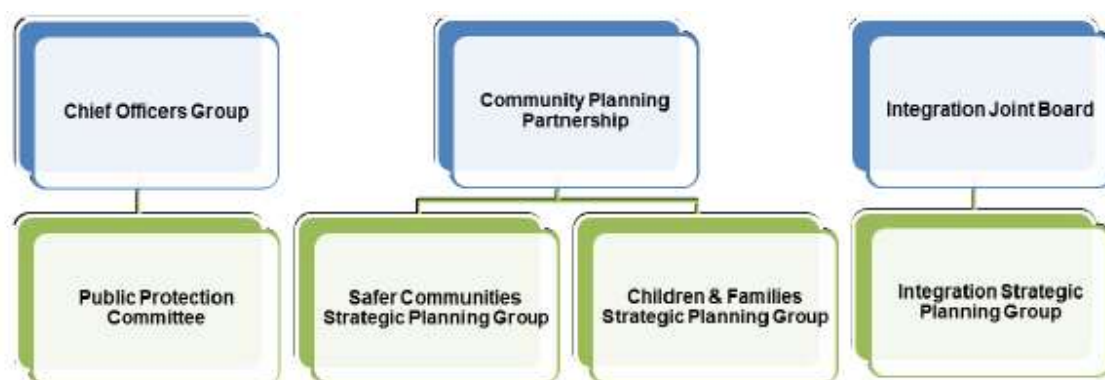 Chief Officers Group
Community Planning
Partnership
Integration Joint Board
Public Protection
Committee
Safer Communities
Strategic Planning Group
Children & Families
Strategic Planning Group
Integration Strategic
Planning Group